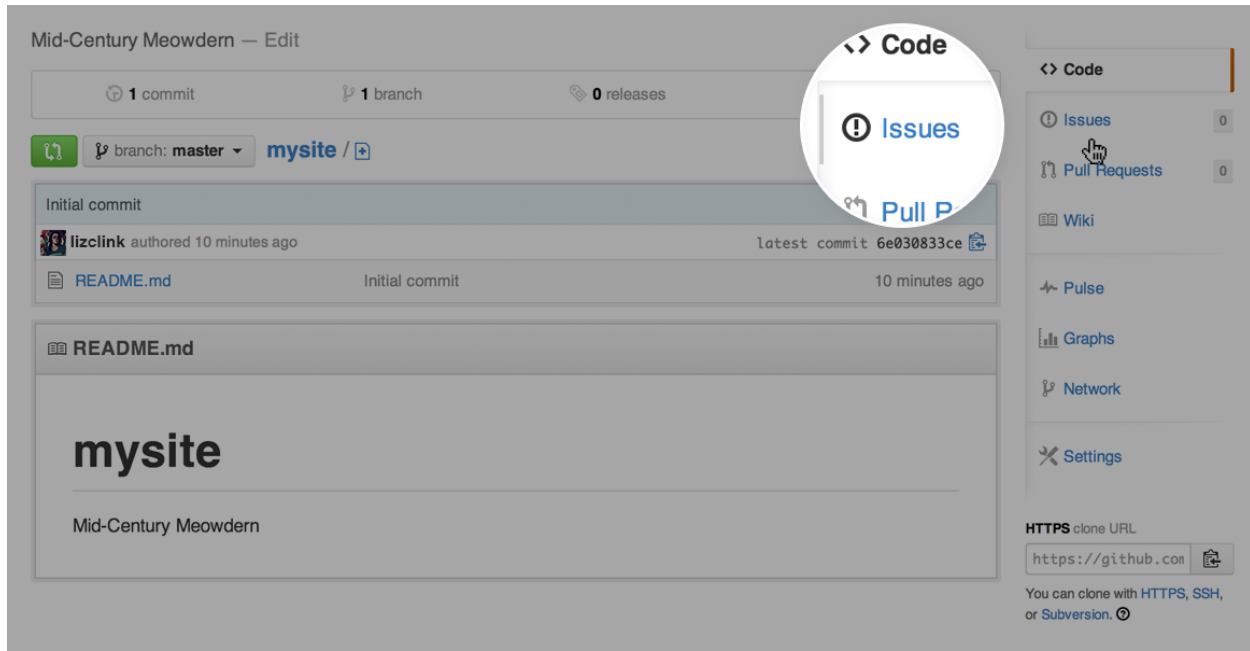 Mid-Century Meowdern — Edit
1 commit
1 branch
0 releases
<> Code
Issues
Pull Re
branch: master
mysite /
Initial commit
lizclink authored 10 minutes ago
latest commit 6e030833ce
README.md
Initial commit
10 minutes ago
README.md
mysite
Mid-Century Meowdern
<> Code
Issues 0
Pull Requests 0
Wiki
Pulse
Graphs
Network
Settings
HTTPS clone URL
https://github.com
You can clone with HTTPS, SSH,
or Subversion.